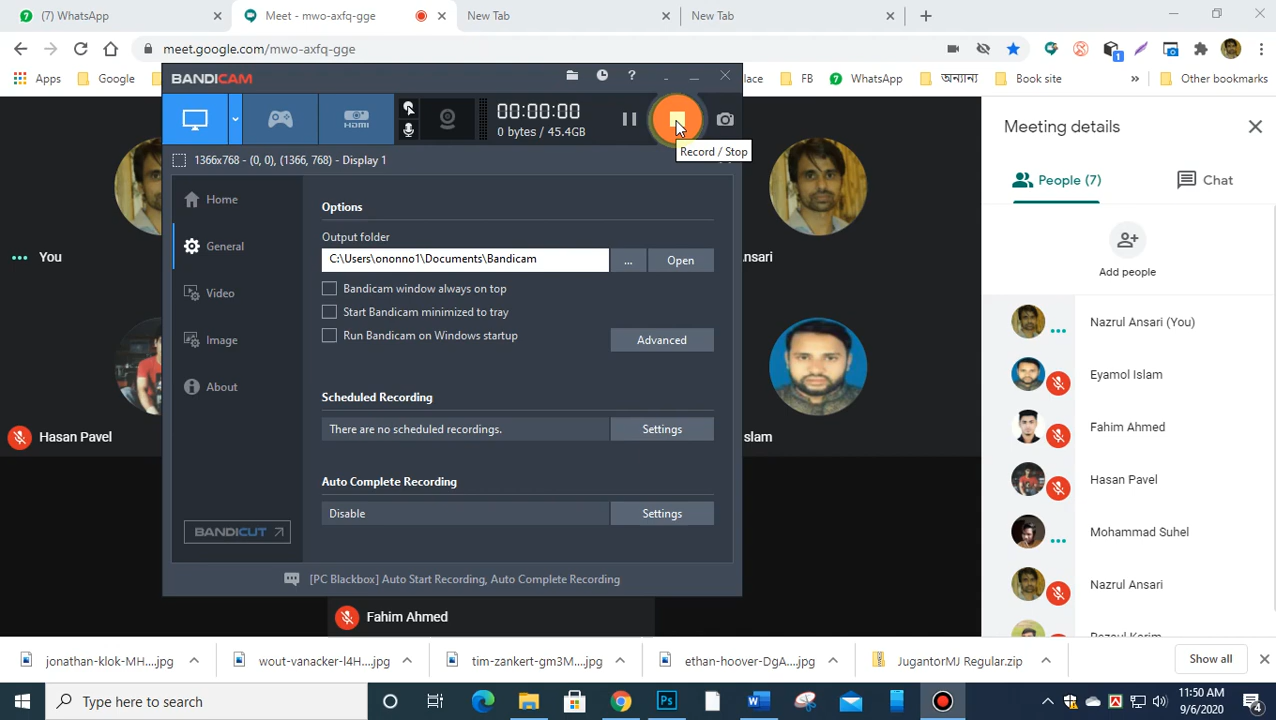 (7) WhatsApp
Meet - mwo-axfq-gge
New Tab
New Tab
meet.google.com/mwo-axfq-gge
1
Apps
Google
lace
FB
WhatsApp
অন্যান্য
Book site
»
Other bookmarks
BANDICAM
?
HDMI
00:00:00
0 bytes / 45.4GB
Record / Stop
1366x768 - (0, 0), (1366, 768) - Display 1
Home
General
Video
Image
About
BANDICUT
Options
Output folder
C:\Users\ononno1\Documents\Bandicam
...
Open
Bandicam window always on top
Start Bandicam minimized to tray
Run Bandicam on Windows startup
Advanced
Scheduled Recording
There are no scheduled recordings.
Settings
Auto Complete Recording
Disable
Settings
[PC Blackbox] Auto Start Recording, Auto Complete Recording
You
Hasan Pavel
nsari
slam
Fahim Ahmed
Meeting details
People (7)
Chat
Add people
Nazrul Ansari (You)
Eyamol Islam
Fahim Ahmed
Hasan Pavel
Mohammad Suhel
Nazrul Ansari
jonathan-klok-MH....jpg
wout-vanacker-l4H....jpg
tim-zankert-gm3M....jpg
ethan-hoover-DgA....jpg
JugantorMJ Regular.zip
Show all
Type here to search
Ps
W
11:50 AM
9/6/2020
4